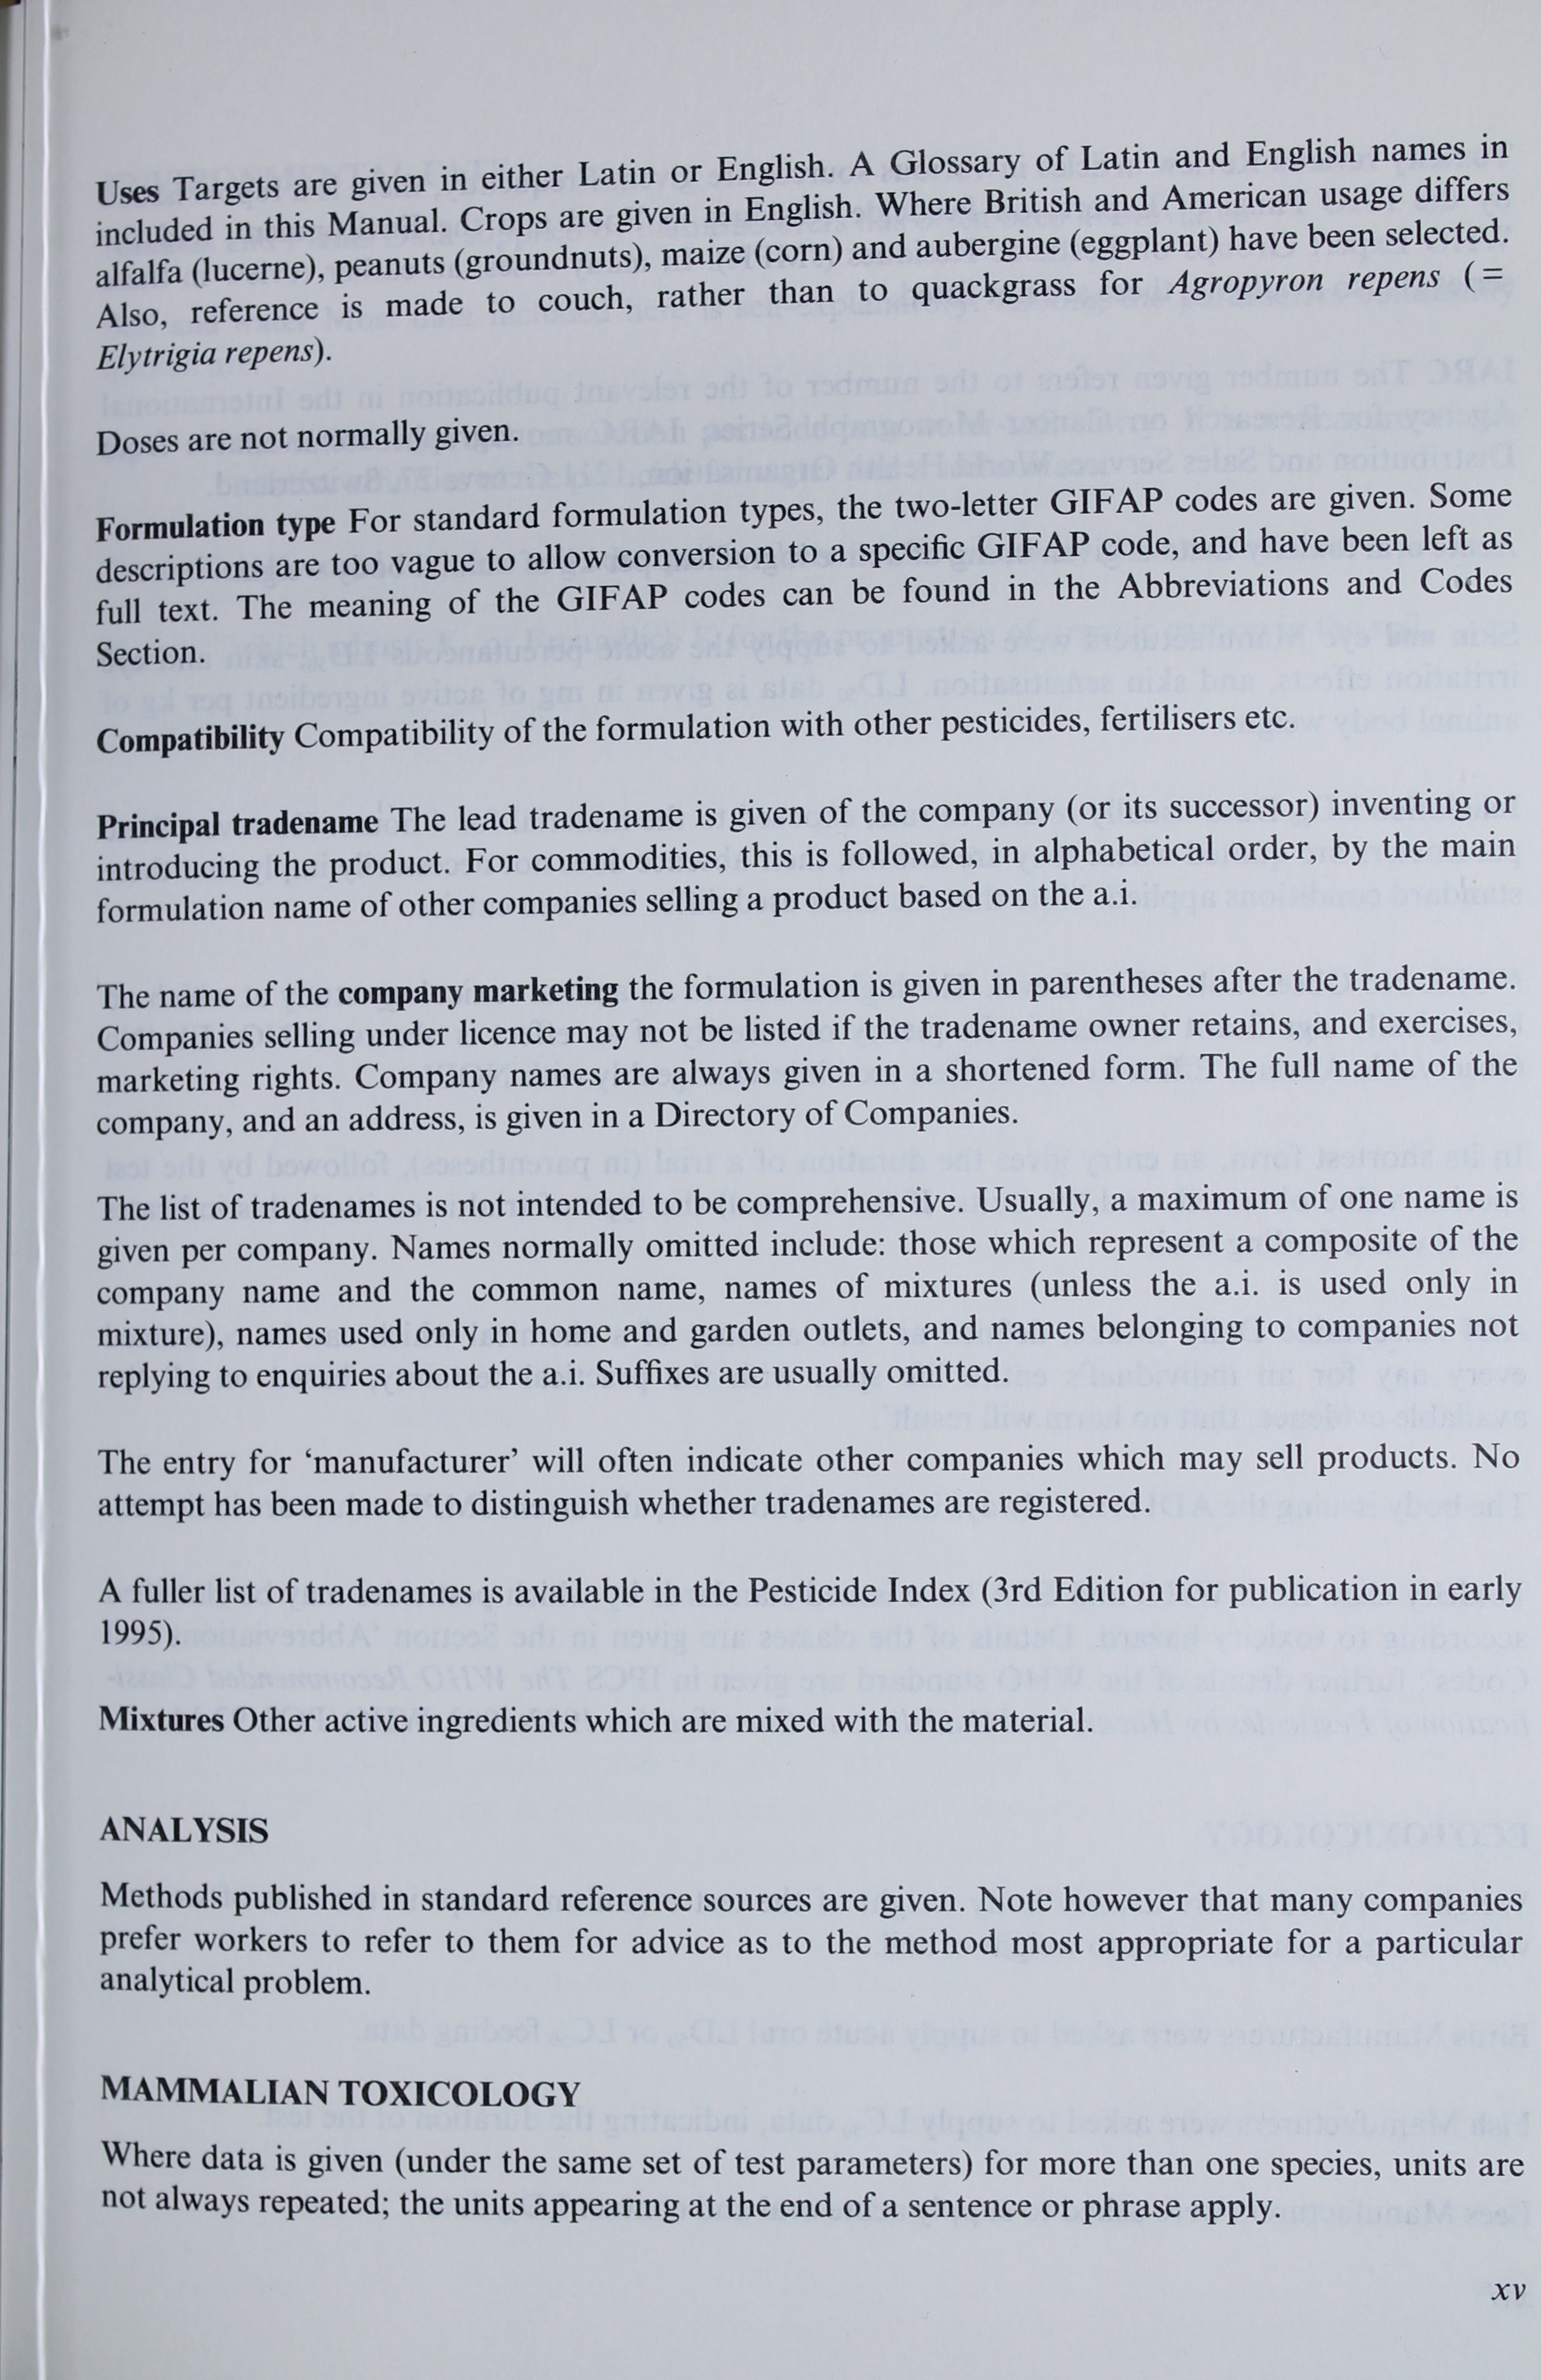 Uses Targets are given in either Latin or English. A Glossary of Latin and English names in
included in this Manual. Crops are given in English. Where British and American usage differs
alfalfa (lucerne), peanuts (groundnuts), maize (corn) and aubergine (eggplant) have been selected.
Also, reference is made to couch, rather than to quackgrass for Agropyron repens (=
Elytrigia repens).
Doses are not normally given.
Formulation type For standard formulation types, the two-letter GIFAP codes are given. Some
descriptions are too vague to allow conversion to a specific GIFAP code, and have been left as
full text. The meaning of the GIFAP codes can be found in the Abbreviations and Codes
Section.
Compatibility Compatibility of the formulation with other pesticides, fertilisers etc.
Principal tradename The lead tradename is given of the company (or its successor) inventing or
introducing the product. For commodities, this is followed, in alphabetical order, by the main
formulation name of other companies selling a product based on the a.i.
The name of the company marketing the formulation is given in parentheses after the tradename.
Companies selling under licence may not be listed if the tradename owner retains, and exercises,
marketing rights. Company names are always given in a shortened form. The full name of the
company, and an address, is given in a Directory of Companies.
The list of tradenames is not intended to be comprehensive. Usually, a maximum of one name is
given per company. Names normally omitted include: those which represent a composite of the
company name and the common name, names of mixtures (unless the a.i. is used only in
mixture), names used only in home and garden outlets, and names belonging to companies not
replying to enquiries about the a.i. Suffixes are usually omitted.
The entry for ‘manufacturer’ will often indicate other companies which may sell products. No
attempt has been made to distinguish whether tradenames are registered.
A fuller list of tradenames is available in the Pesticide Index (3rd Edition for publication in early
1995).
Mixtures Other active ingredients which are mixed with the material.
ANALYSIS
Methods published in standard reference sources are given. Note however that many companies
prefer workers to refer to them for advice as to the method most appropriate for a particular
analytical problem.
MAMMALIAN TOXICOLOGY
Where data is given (under the same set of test parameters) for more than one species, units are
not always repeated; the units appearing at the end of a sentence or phrase apply.
xv